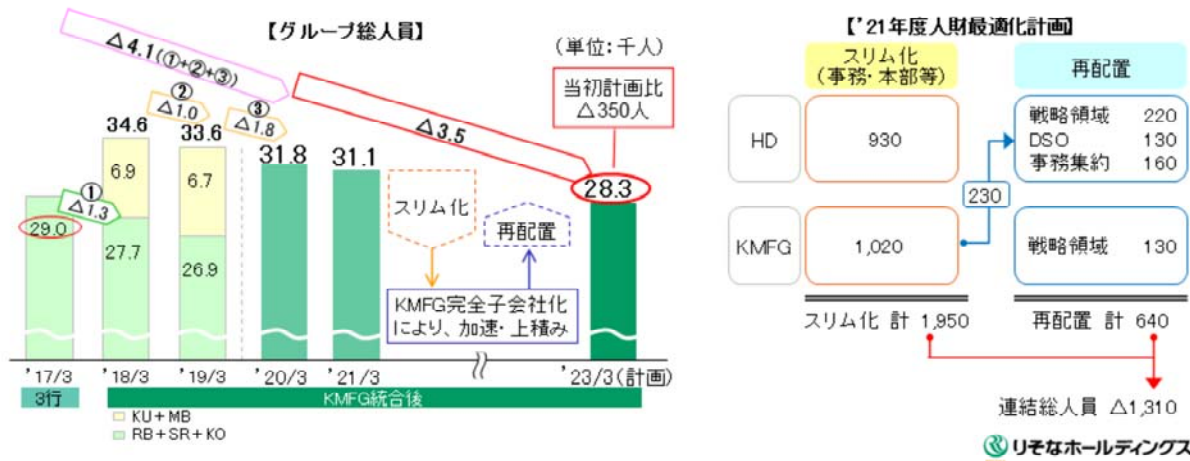 【グループ総人員】
(単位:千人)
△4.1(①+②+③)
②
△1.0
③
△1.8
当初計画比
△350人
△3.5
34.6
33.6
31.8
31.1
28.3
6.9
6.7
①
△1.3
29.0
27.7
26.9
スリム化
再配置
KMFG完全子会社化
により、加速・上積み
'17/3
'18/3
'19/3
'20/3
'21/3
'23/3(計画)
3行
KMFG統合後
KU+MB
RB+SR+KO
【'21年度人財最適化計画】
スリム化
(事務・本部等)
再配置
HD
930
戦略領域 220
DSO 130
事務集約 160
230
KMFG
1,020
戦略領域 130
スリム化 計 1,950
再配置 計 640
連結総人員 △1,310
りそなホールディングス